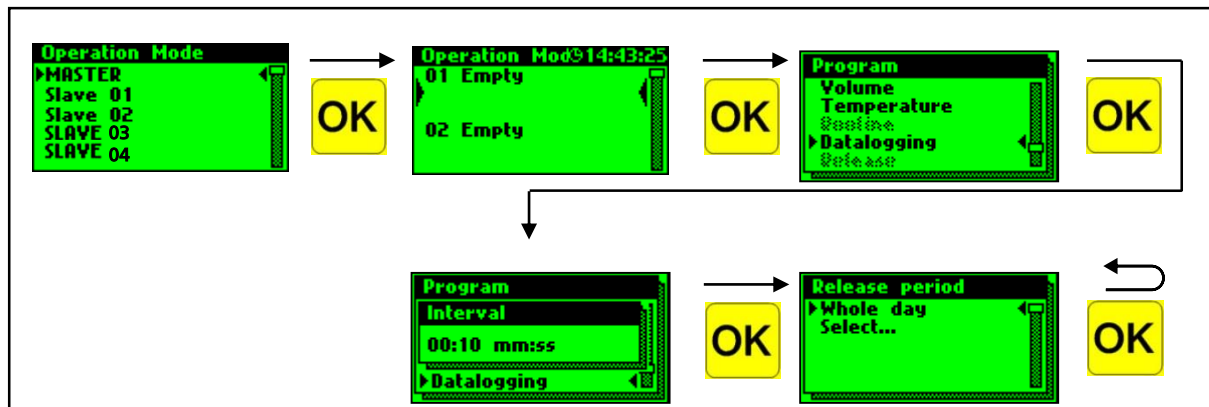 Operation Mode
MASTER
Slave 01
Slave 02
SLAVE 03
SLAVE 04
OK
Operation Mod 14:43:25
01 Empty
02 Empty
OK
Program
Volume
Temperature
Datalogging
Release
OK
Program
Interval
00:10 mm:ss
Datalogging
OK
Release period
Whole day
Select...
OK